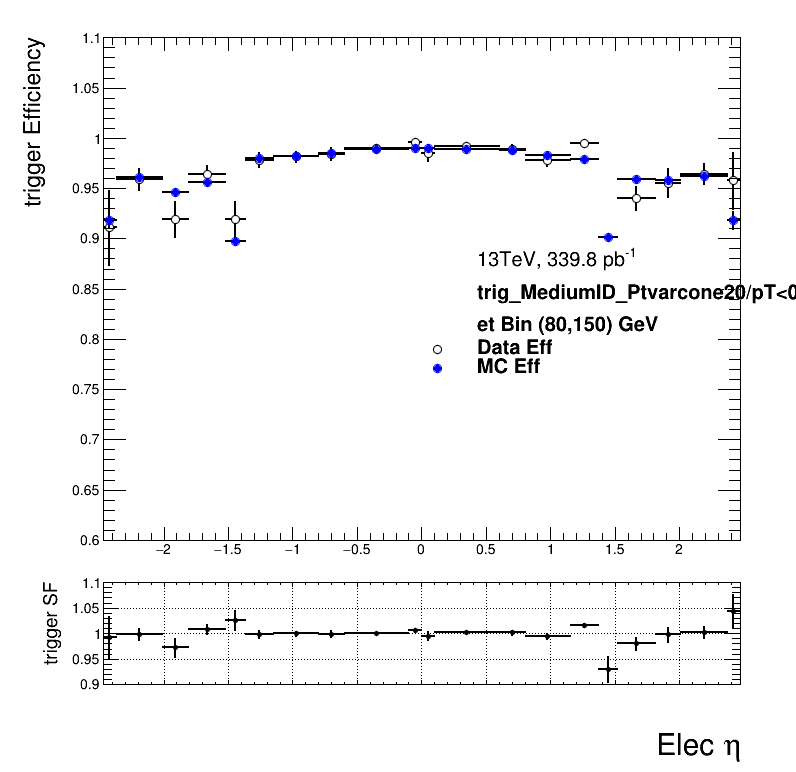 trigger Efficiency
1.1
1.05
1
0.95
0.9
0.85
0.8
0.75
0.7
0.65
0.6
13TeV, 339.8 pb⁻¹
trig_MediumID_Ptvarcone20/pT<0
et Bin (80,150) GeV
Data Eff
MC Eff
−2 −1.5 −1 −0.5 0 0.5 1 1.5 2
trigger SF
1.1
1.05
1
0.95
0.9
Elec η